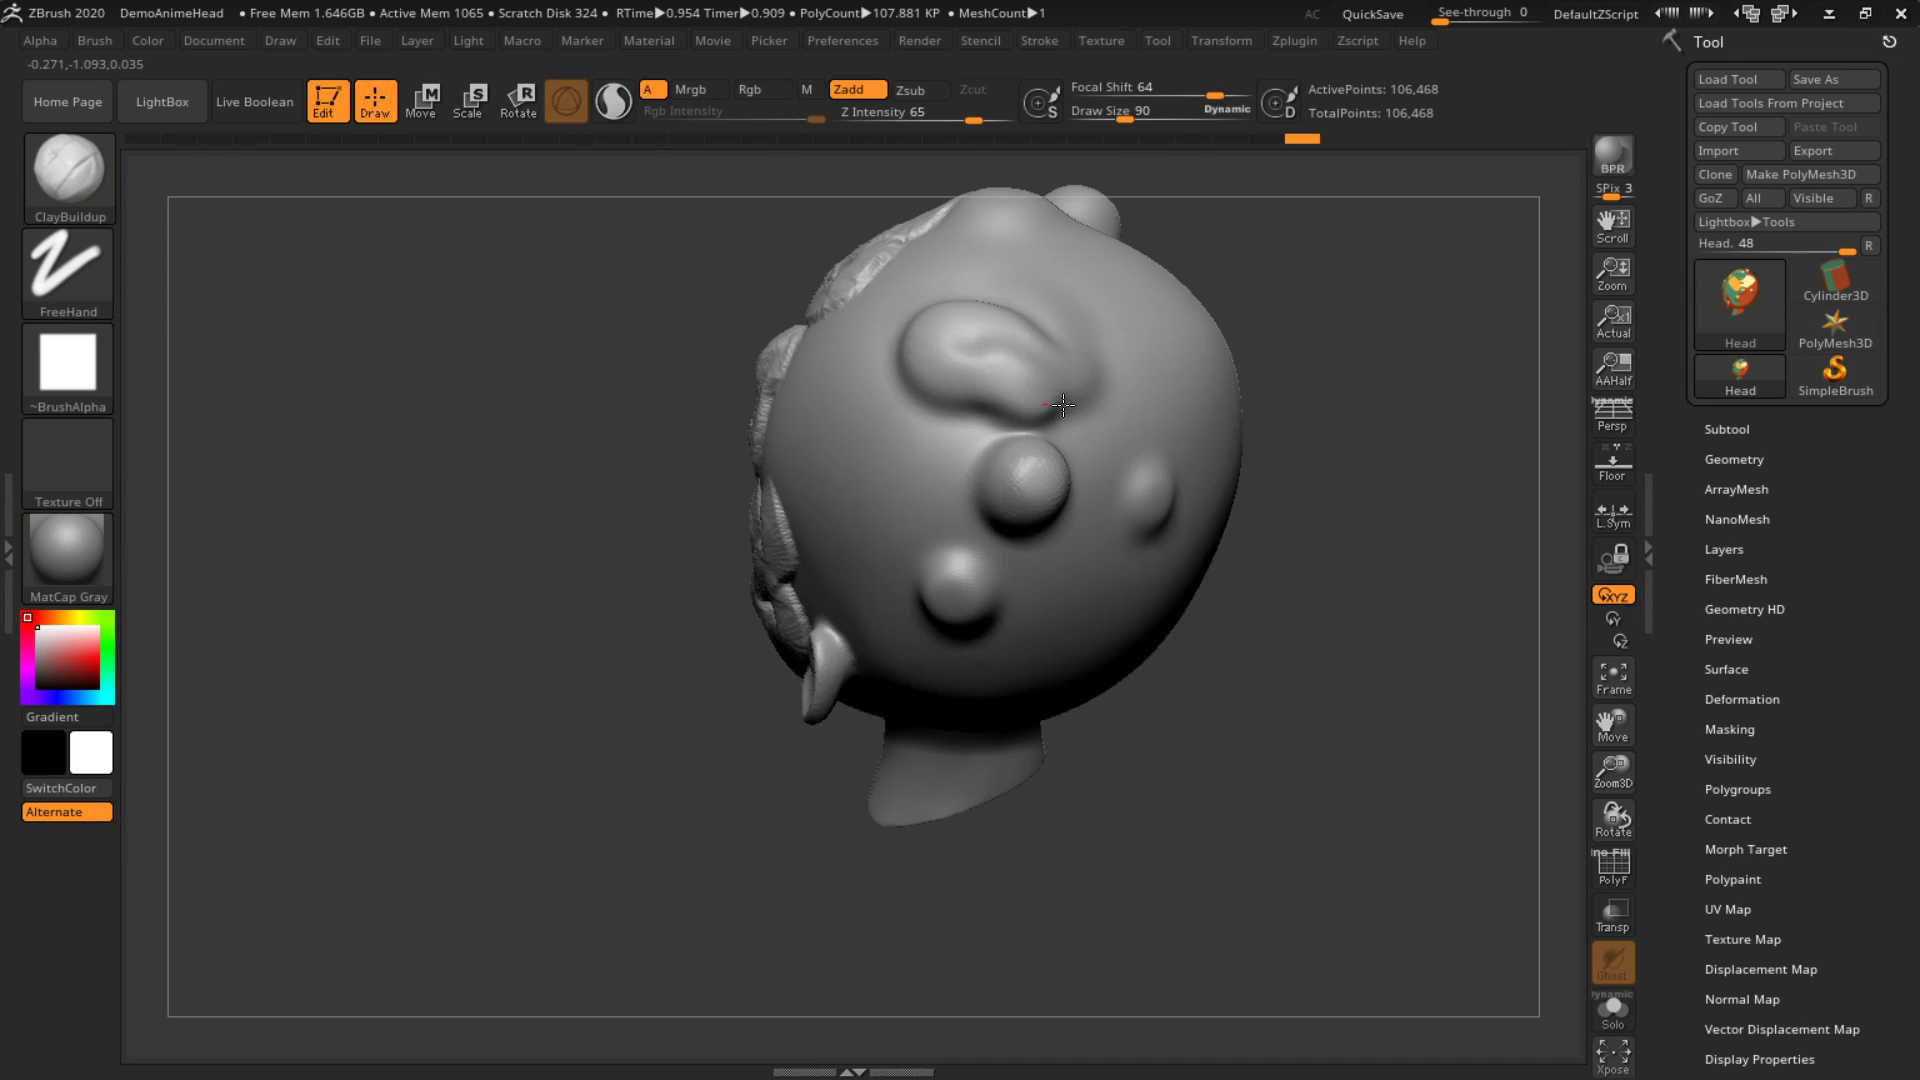 ZBrush 2020 DemoAnimeHead • Free Mem 1.646GB • Active Mem 1065 • Scratch Disk 324 • RTime▶0.954 Timer▶0.909 • PolyCount▶107.881 KP • MeshCount▶1 AC QuickSave See-through 0 DefaultZScript
Alpha Brush Color Document Draw Edit File Layer Light Macro Marker Material Movie Picker Preferences Render Stencil Stroke Texture Tool Transform Zplugin Zscript Help
Tool
-0.271,-1.093,0.035
Home Page LightBox Live Boolean Edit Draw Move Scale Rotate
M S R
A Mrgb Rgb M Zadd Zsub Zcut
Rgb Intensity Z Intensity 65
S Focal Shift 64
Draw Size 90 Dynamic
D
ActivePoints: 106,468
TotalPoints: 106,468
ClayBuildup
FreeHand
~BrushAlpha
Texture Off
MatCap Gray
Gradient
SwitchColor
Alternate
BPR
SPix 3
Scroll
Zoom
Actual
AAHalf
Dynamic
Persp
Floor
L.Sym
XYZ
Y
Z
Frame
Move
Zoom3D
Rotate
PolyF
Transp
Ghost
Dynamic
Solo
Xpose
Load Tool Save As
Load Tools From Project
Copy Tool Paste Tool
Import Export
Clone Make PolyMesh3D
GoZ All Visible R
Lightbox▶Tools
Head. 48 R
Head Cylinder3D
PolyMesh3D
Head SimpleBrush
Subtool
Geometry
ArrayMesh
NanoMesh
Layers
FiberMesh
Geometry HD
Preview
Surface
Deformation
Masking
Visibility
Polygroups
Contact
Morph Target
Polypaint
UV Map
Texture Map
Displacement Map
Normal Map
Vector Displacement Map
Display Properties